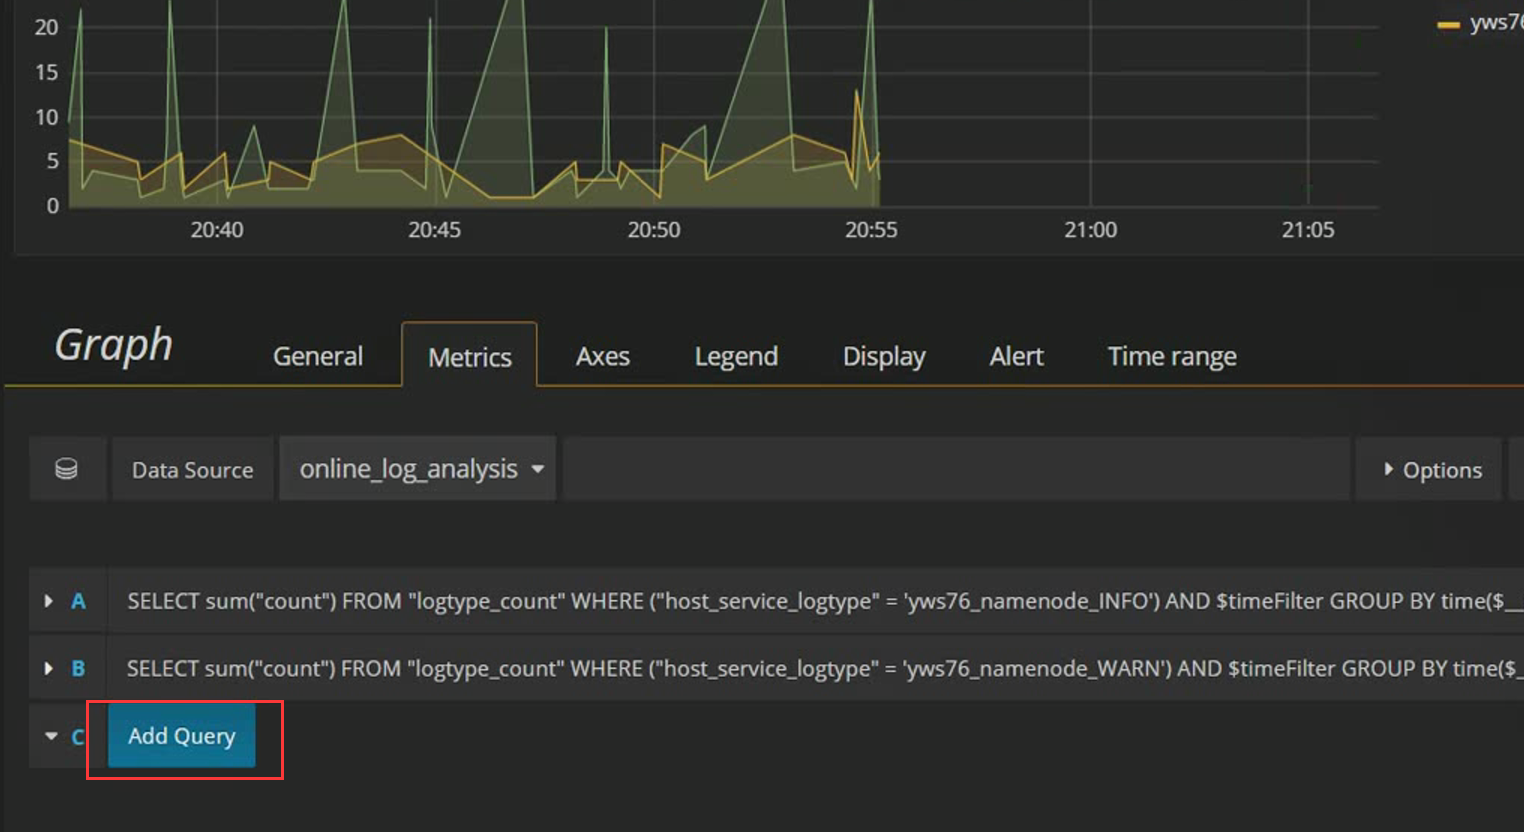 20
yws76
15
10
5
0
20:40 20:45 20:50 20:55 21:00 21:05
Graph General Metrics Axes Legend Display Alert Time range
Data Source online_log_analysis Options
A SELECT sum("count") FROM "logtype_count" WHERE ("host_service_logtype" = 'yws76_namenode_INFO') AND $timeFilter GROUP BY time($__
B SELECT sum("count") FROM "logtype_count" WHERE ("host_service_logtype" = 'yws76_namenode_WARN') AND $timeFilter GROUP BY time($_
C Add Query